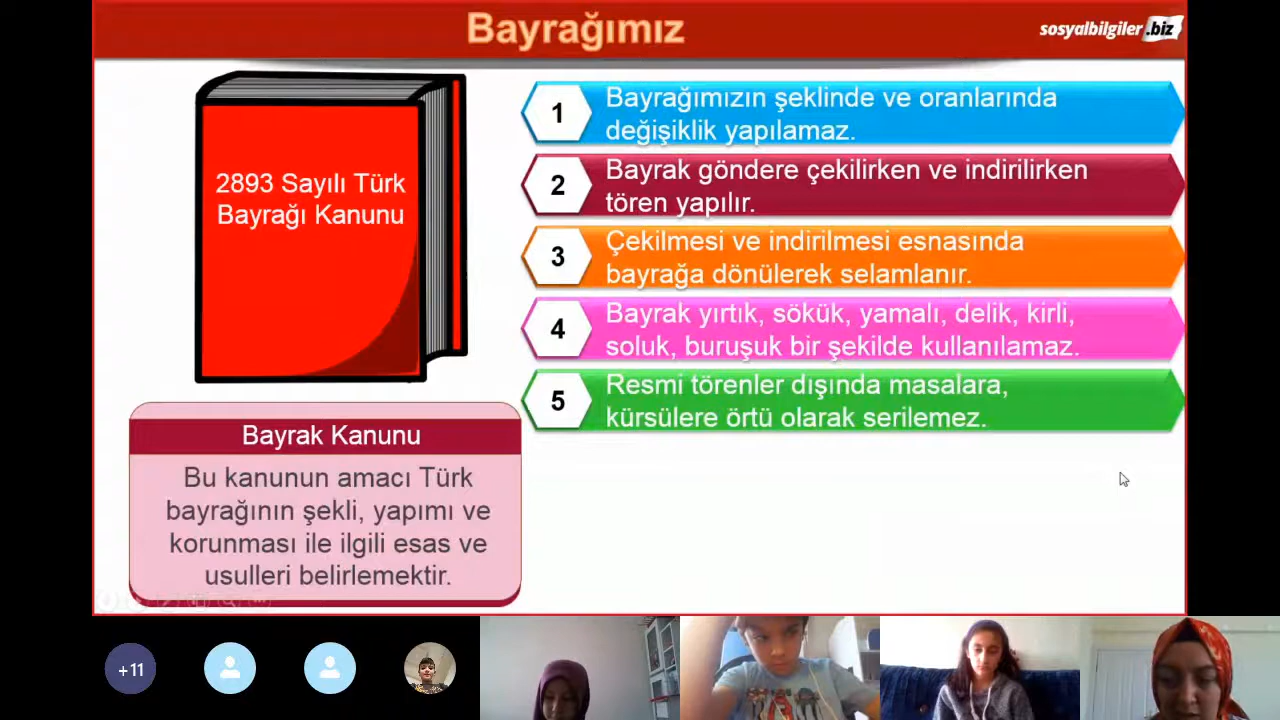 Bayrağımız
sosyalbilgiler.biz
2893 Sayılı Türk
Bayrağı Kanunu
Bayrak Kanunu
Bu kanunun amacı Türk
bayrağının şekli, yapımı ve
korunması ile ilgili esas ve
usulleri belirlemektir.
1
Bayrağımızın şeklinde ve oranlarında
değişiklik yapılamaz.
2
Bayrak göndere çekilirken ve indirilirken
tören yapılır.
3
Çekilmesi ve indirilmesi esnasında
bayrağa dönülerek selamlanır.
4
Bayrak yırtık, sökük, yamalı, delik, kirli,
soluk, buruşuk bir şekilde kullanılamaz.
5
Resmi törenler dışında masalara,
kürsülere örtü olarak serilemez.
+11